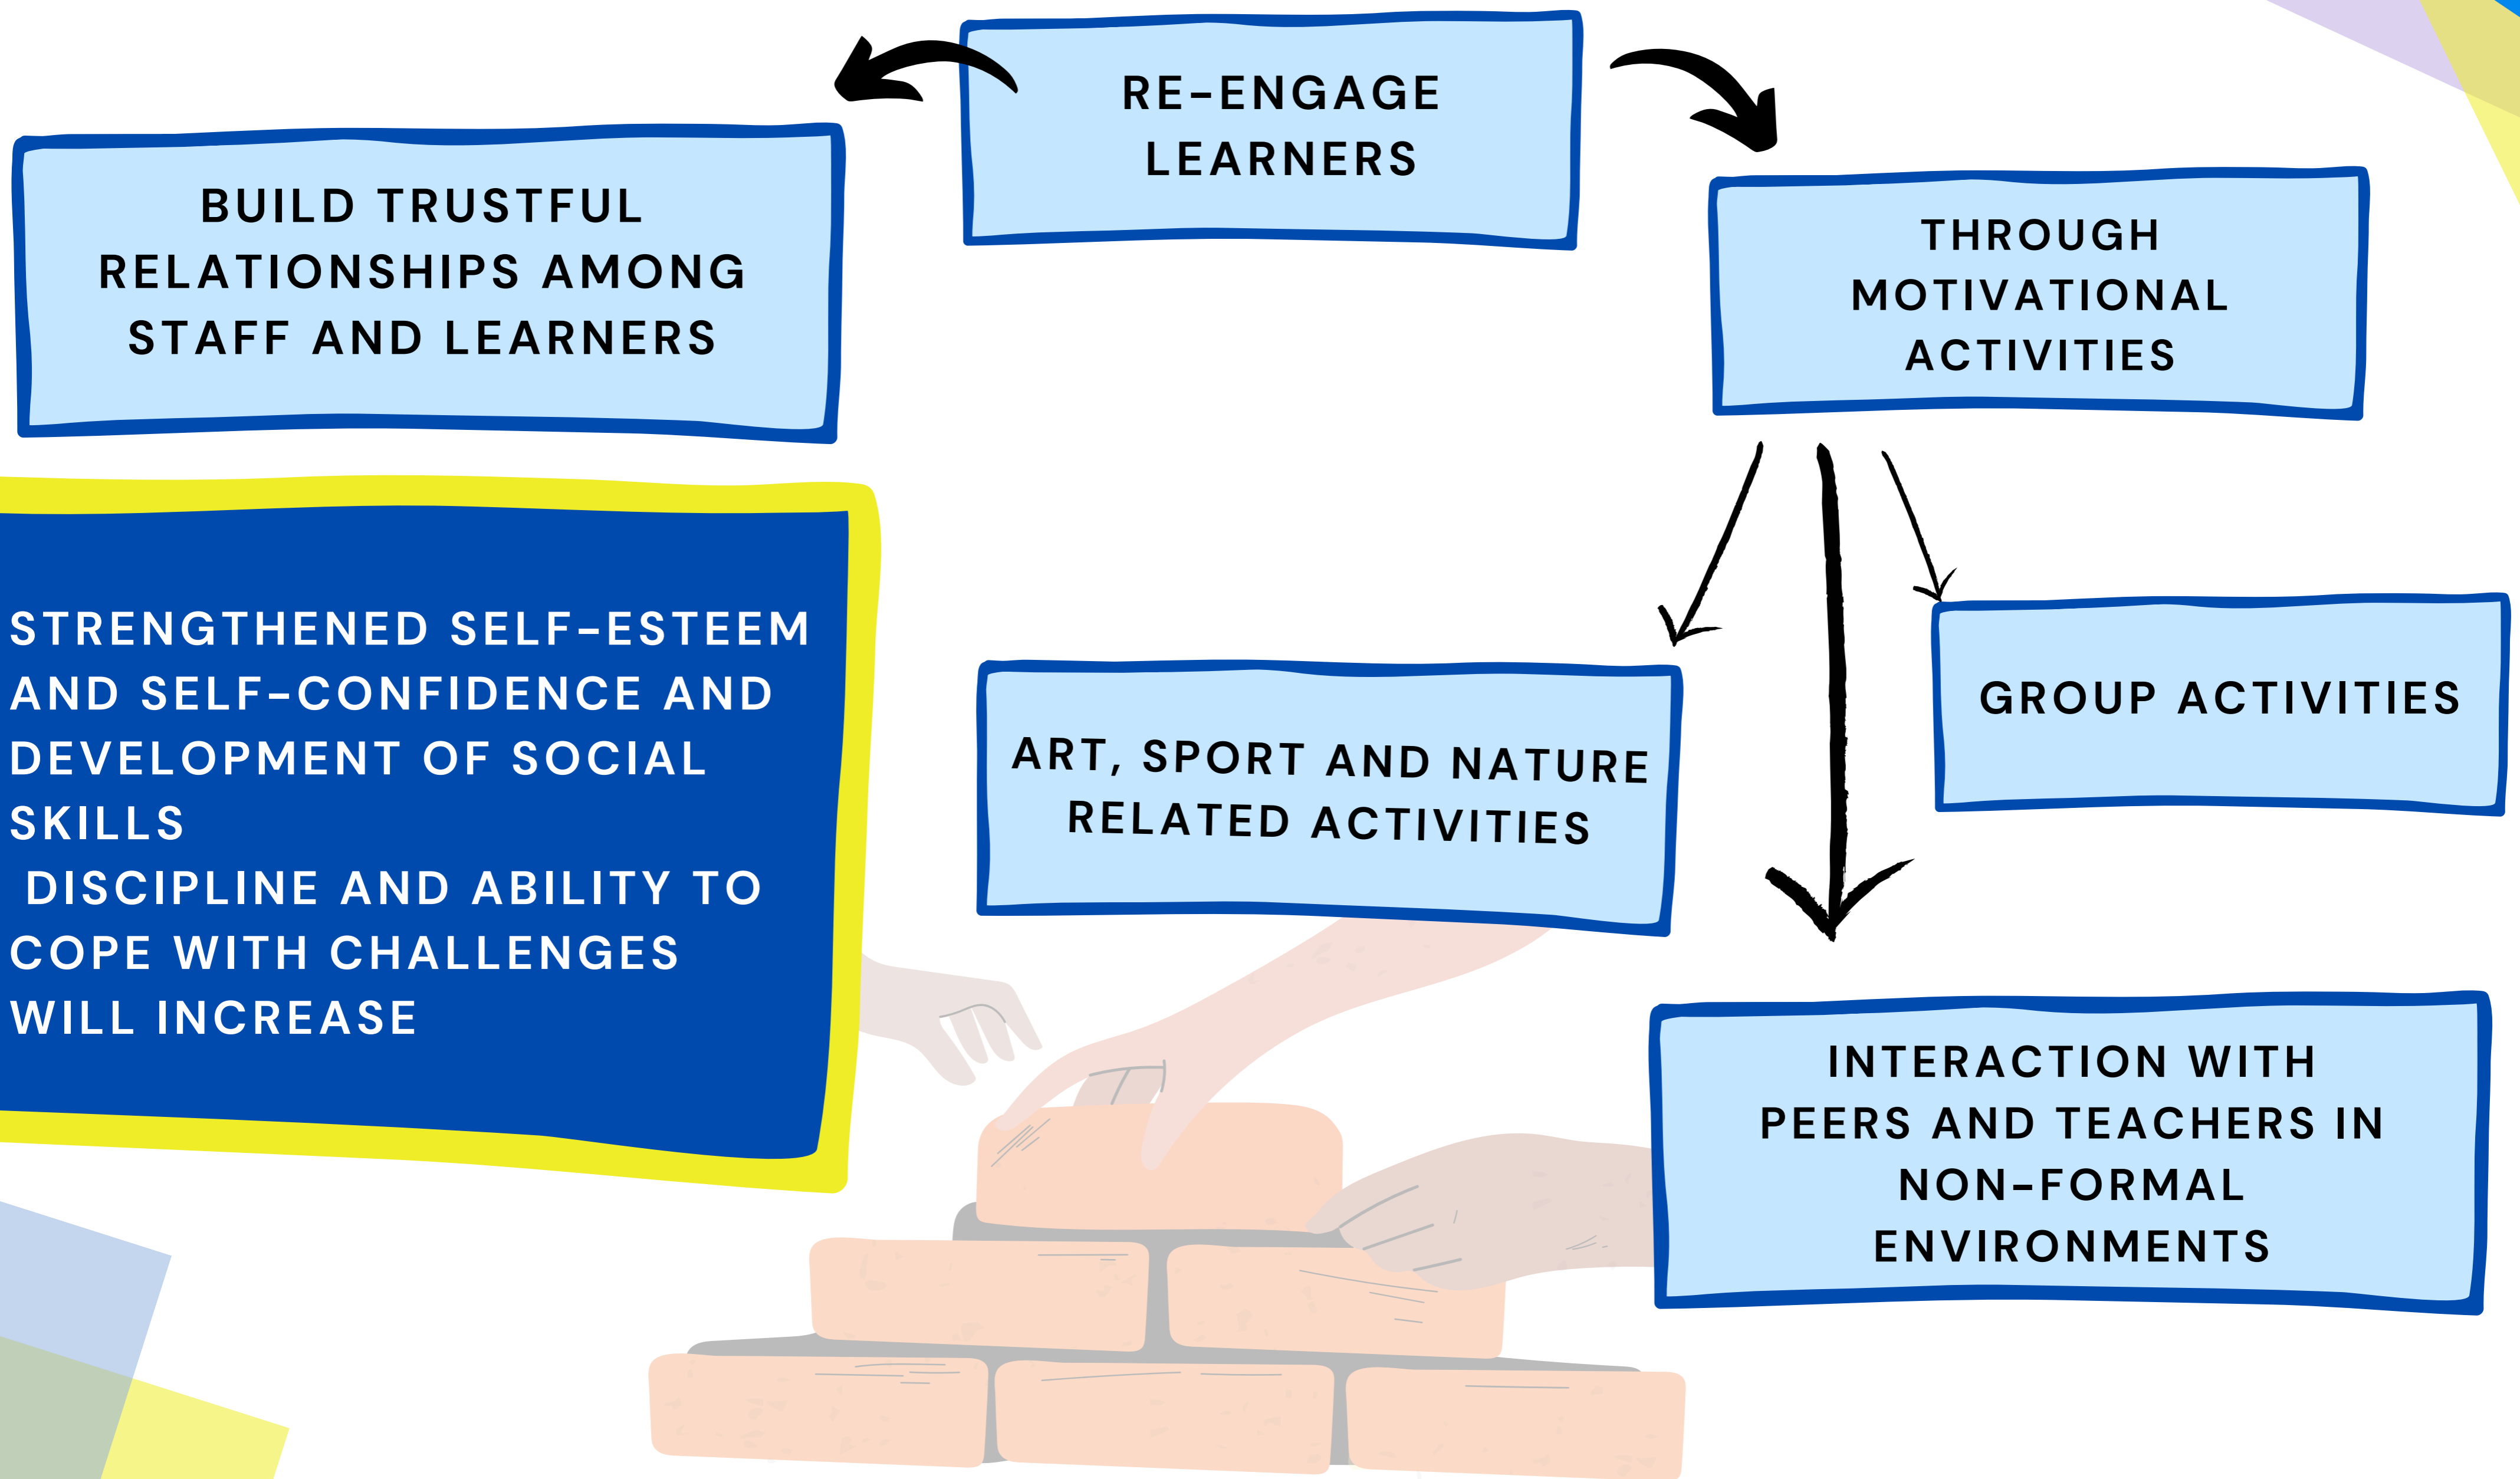 RE-ENGAGE
LEARNERS
BUILD TRUSTFUL
RELATIONSHIPS AMONG
STAFF AND LEARNERS
THROUGH
MOTIVATIONAL
ACTIVITIES
STRENGTHENED SELF-ESTEEM
AND SELF-CONFIDENCE AND
DEVELOPMENT OF SOCIAL
SKILLS
DISCIPLINE AND ABILITY TO
COPE WITH CHALLENGES
WILL INCREASE
ART, SPORT AND NATURE
RELATED ACTIVITIES
GROUP ACTIVITIES
INTERACTION WITH
PEERS AND TEACHERS IN
NON-FORMAL
ENVIRONMENTS